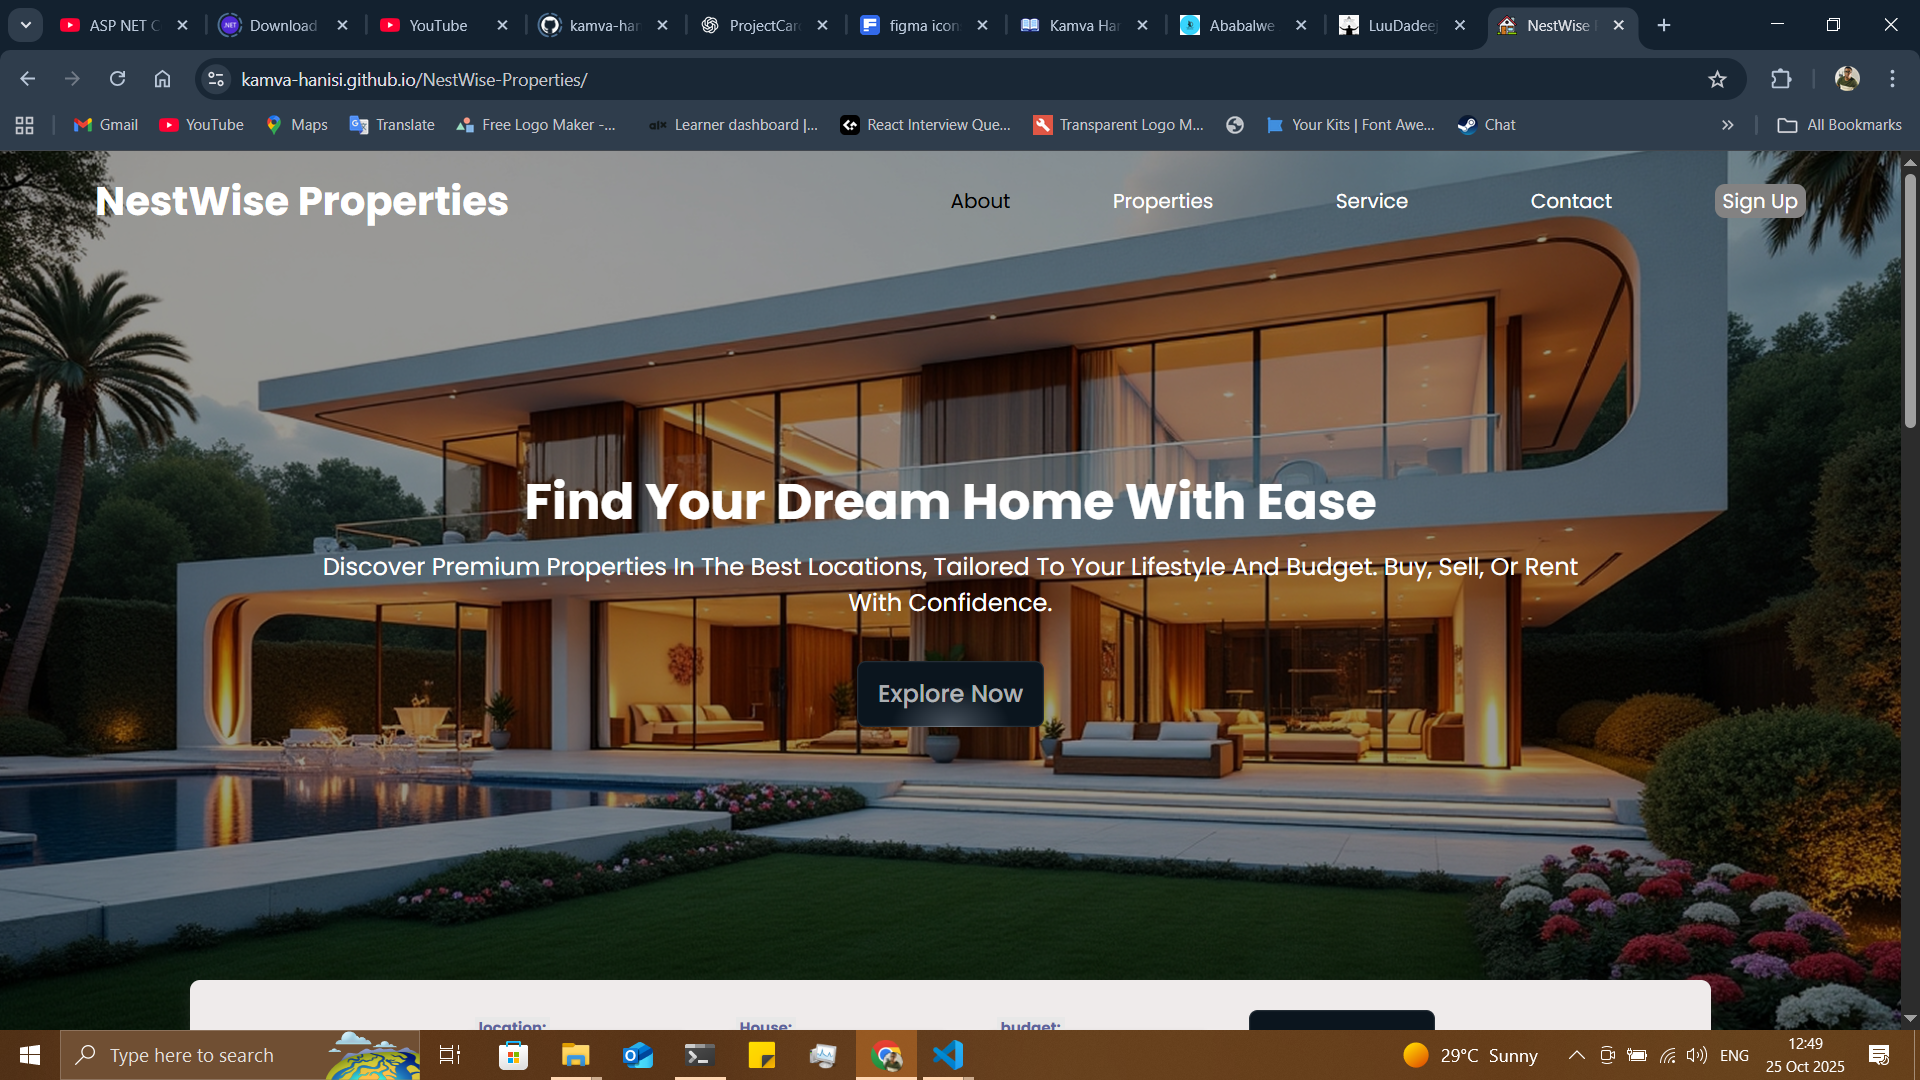 ASP NET C
Download
YouTube
kamva-har
ProjectCar
figma icon
Kamva Har
Ababalwe
LuuDadee
NestWise
kamva-hanisi.github.io/NestWise-Properties/
Gmail
YouTube
Maps
Translate
Free Logo Maker -...
alx
Learner dashboard |...
React Interview Que...
Transparent Logo M...
Your Kits | Font Awe...
Chat
All Bookmarks
NestWise Properties
About
Properties
Service
Contact
Sign Up
Find Your Dream Home With Ease
Discover Premium Properties In The Best Locations, Tailored To Your Lifestyle And Budget. Buy, Sell, Or Rent
With Confidence.
Explore Now
location:
House:
budget:
Type here to search
29°C Sunny
ENG
12:49
25 Oct 2025